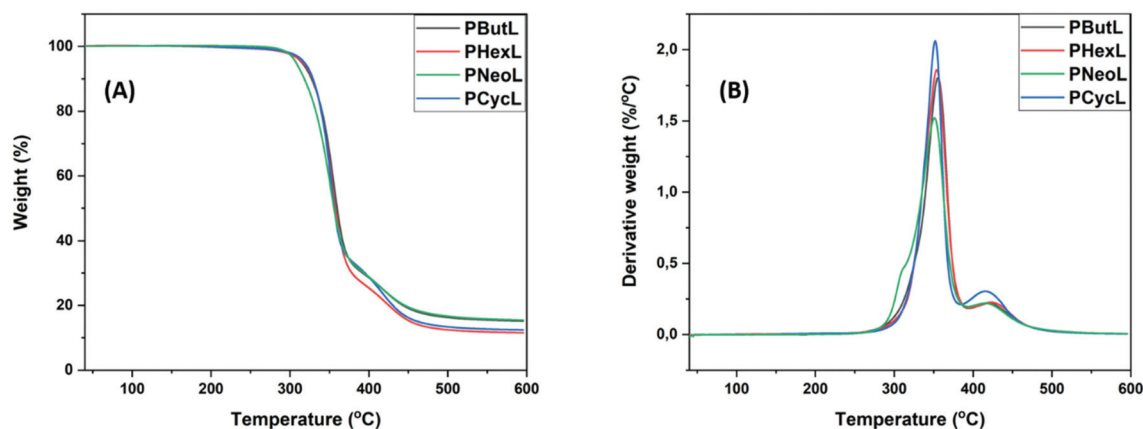 (A)
PButL
PHexL
PNeoL
PCycL
100
80
60
40
20
0
Weight (%)
100 200 300 400 500 600
Temperature (°C)
(B)
PButL
PHexL
PNeoL
PCycL
2,0
1,5
1,0
0,5
0,0
Derivative weight (%/°C)
100 200 300 400 500 600
Temperature (°C)